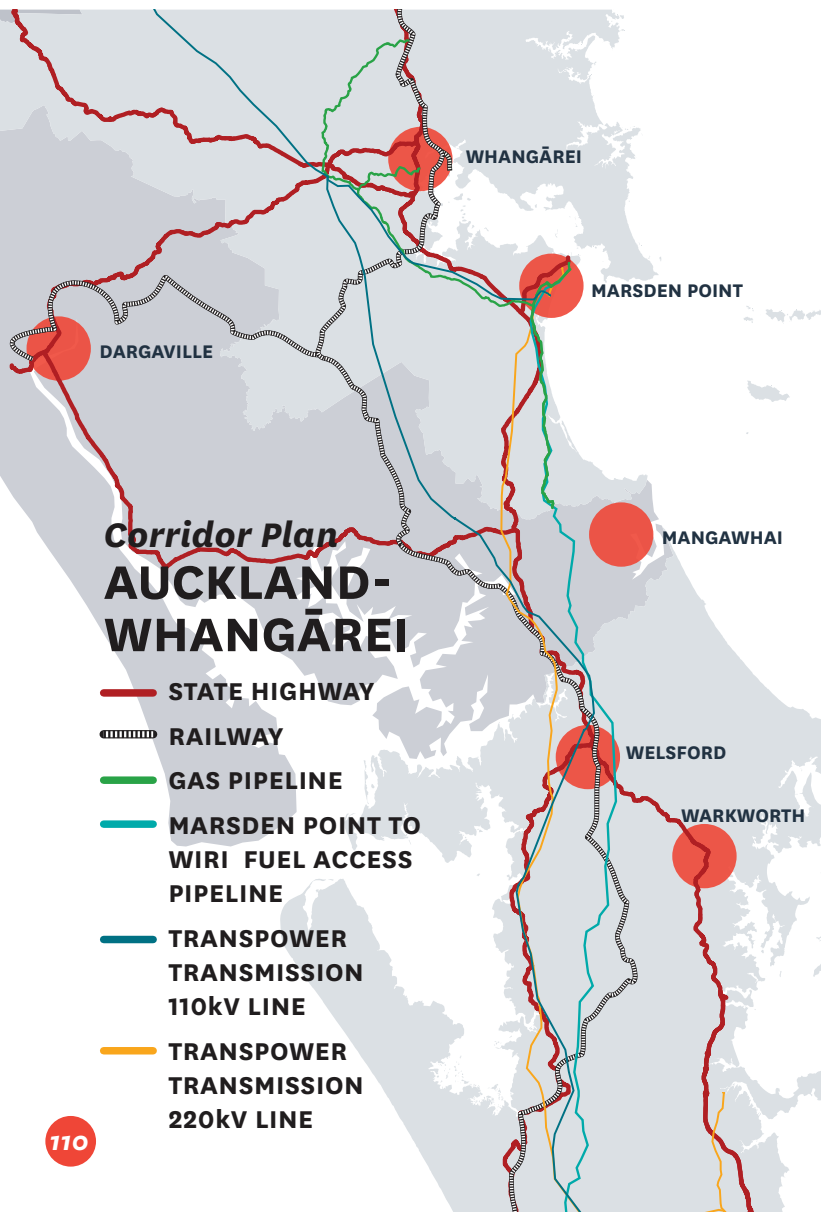 WHANGĀREI
MARSDEN POINT
DARGAVILLE
MANGAWHAI
Corridor Plan
AUCKLAND-
WHANGĀREI
STATE HIGHWAY
RAILWAY
GAS PIPELINE
MARSDEN POINT TO
WIRI FUEL ACCESS
PIPELINE
TRANSPOWER
TRANSMISSION
110kV LINE
TRANSPOWER
TRANSMISSION
220kV LINE
WELSFORD
WARKWORTH
110